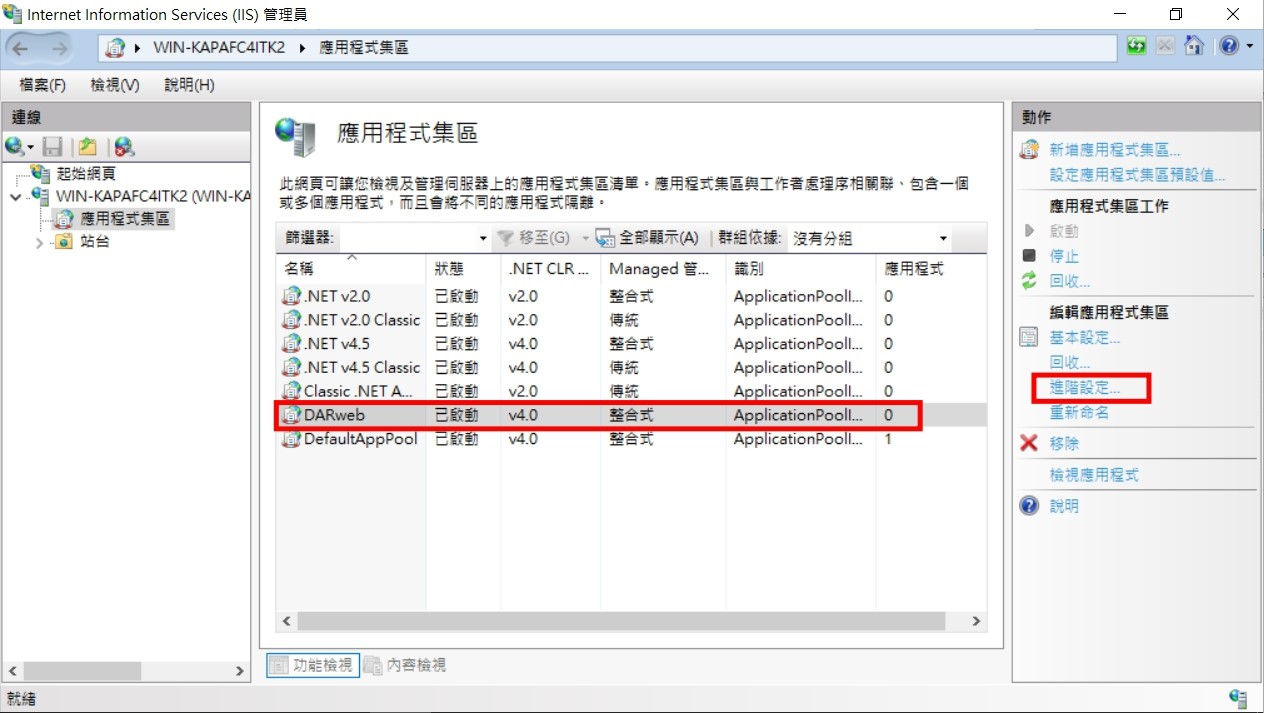 Internet Information Services (IIS) 管理員
WIN-KAPAFC4ITK2 應用程式集區
檔案(F) 檢視(V) 說明(H)
連線
起始網頁
WIN-KAPAFC4ITK2 (WIN-KA
應用程式集區
站台
應用程式集區
此網頁可讓您檢視及管理伺服器上的應用程式集區清單。應用程式集區與工作者處理序相關聯、包含一個
或多個應用程式，而且會將不同的應用程式隔離。
篩選器: 移至(G) 全部顯示(A) 群組依據: 沒有分組
名稱 狀態 .NET CLR ... Managed 管... 識別 應用程式
.NET v2.0 已啟動 v2.0 整合式 ApplicationPoolI... 0
.NET v2.0 Classic 已啟動 v2.0 傳統 ApplicationPoolI... 0
.NET v4.5 已啟動 v4.0 整合式 ApplicationPoolI... 0
.NET v4.5 Classic 已啟動 v4.0 傳統 ApplicationPoolI... 0
Classic .NET A... 已啟動 v2.0 傳統 ApplicationPoolI... 0
DARweb 已啟動 v4.0 整合式 ApplicationPoolI... 0
DefaultAppPool 已啟動 v4.0 整合式 ApplicationPoolI... 1
功能檢視 內容檢視
動作
新增應用程式集區...
設定應用程式集區預設值...
應用程式集區工作
啟動
停止
回收...
編輯應用程式集區
基本設定...
回收...
進階設定...
重新命名
移除
檢視應用程式
說明
就緒